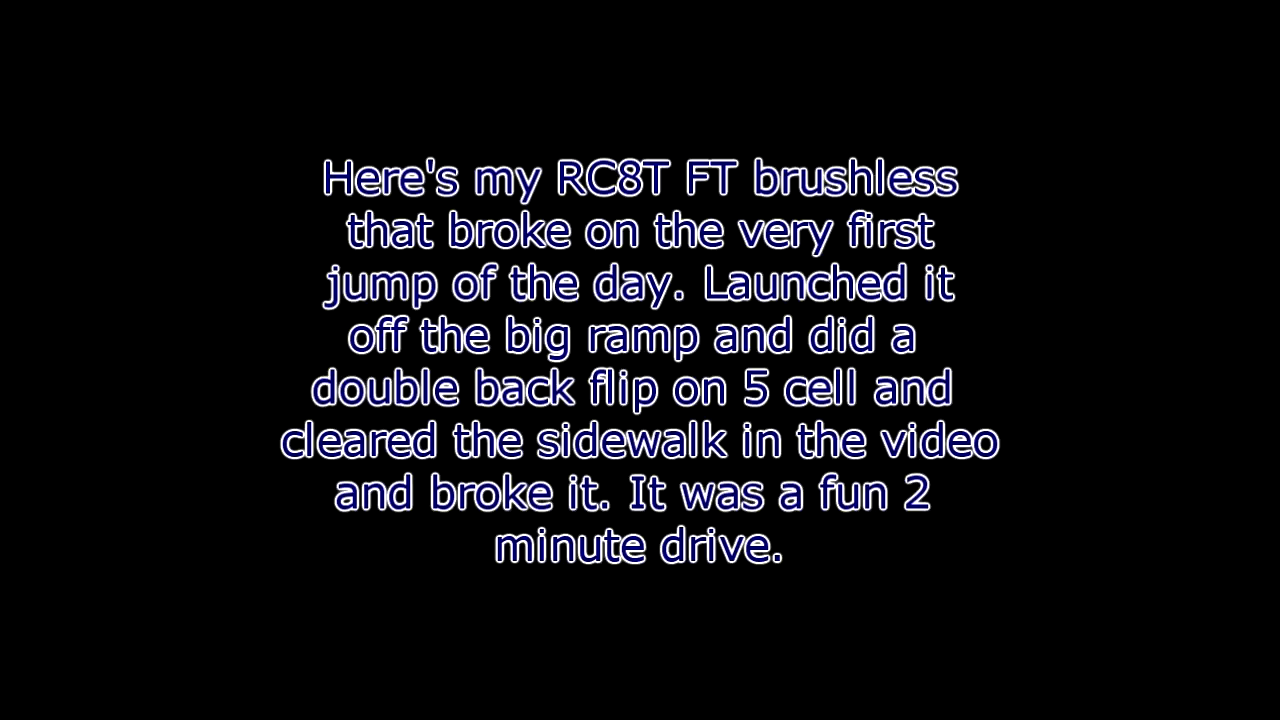 Here's my RC8T FT brushless
that broke on the very first
jump of the day. Launched it
off the big ramp and did a
double back flip on 5 cell and
cleared the sidewalk in the video
and broke it. It was a fun 2
minute drive.